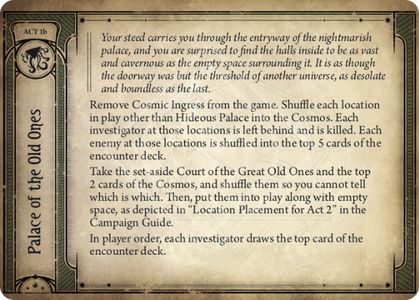 ACT 1b
Palace of the Old Ones
Your steed carries you through the entryway of the nightmarish
palace, and you are surprised to find the halls inside to be as vast
and cavernous as the empty space surrounding it. It is as though
the doorway was but the threshold of another universe, as desolate
and boundless as the last.
Remove Cosmic Ingress from the game. Shuffle each location
in play other than Hideous Palace into the Cosmos. Each
investigator at those locations is left behind and is killed. Each
enemy at those locations is shuffled into the top 5 cards of the
encounter deck.
Take the set-aside Court of the Great Old Ones and the top
2 cards of the Cosmos, and shuffle them so you cannot tell
which is which. Then, put them into play along with empty
space, as depicted in “Location Placement for Act 2” in the
Campaign Guide.
In player order, each investigator draws the top card of the
encounter deck.